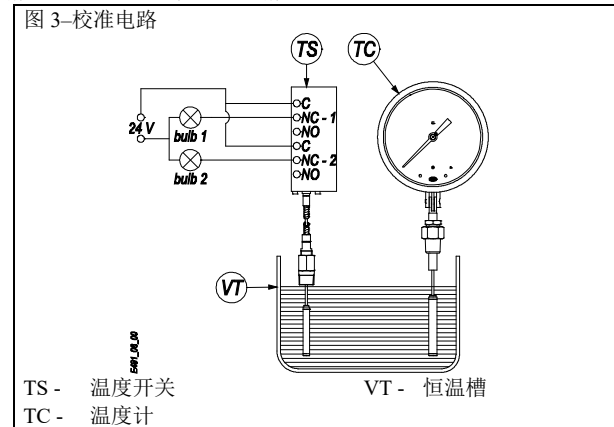 图 3–校准电路
TS
TC
C
NC - 1
NO
C
NC - 2
NO
24 V
bulb 1
bulb 2
VT
E491_06_00
TS - 温度开关
VT - 恒温槽
TC - 温度计